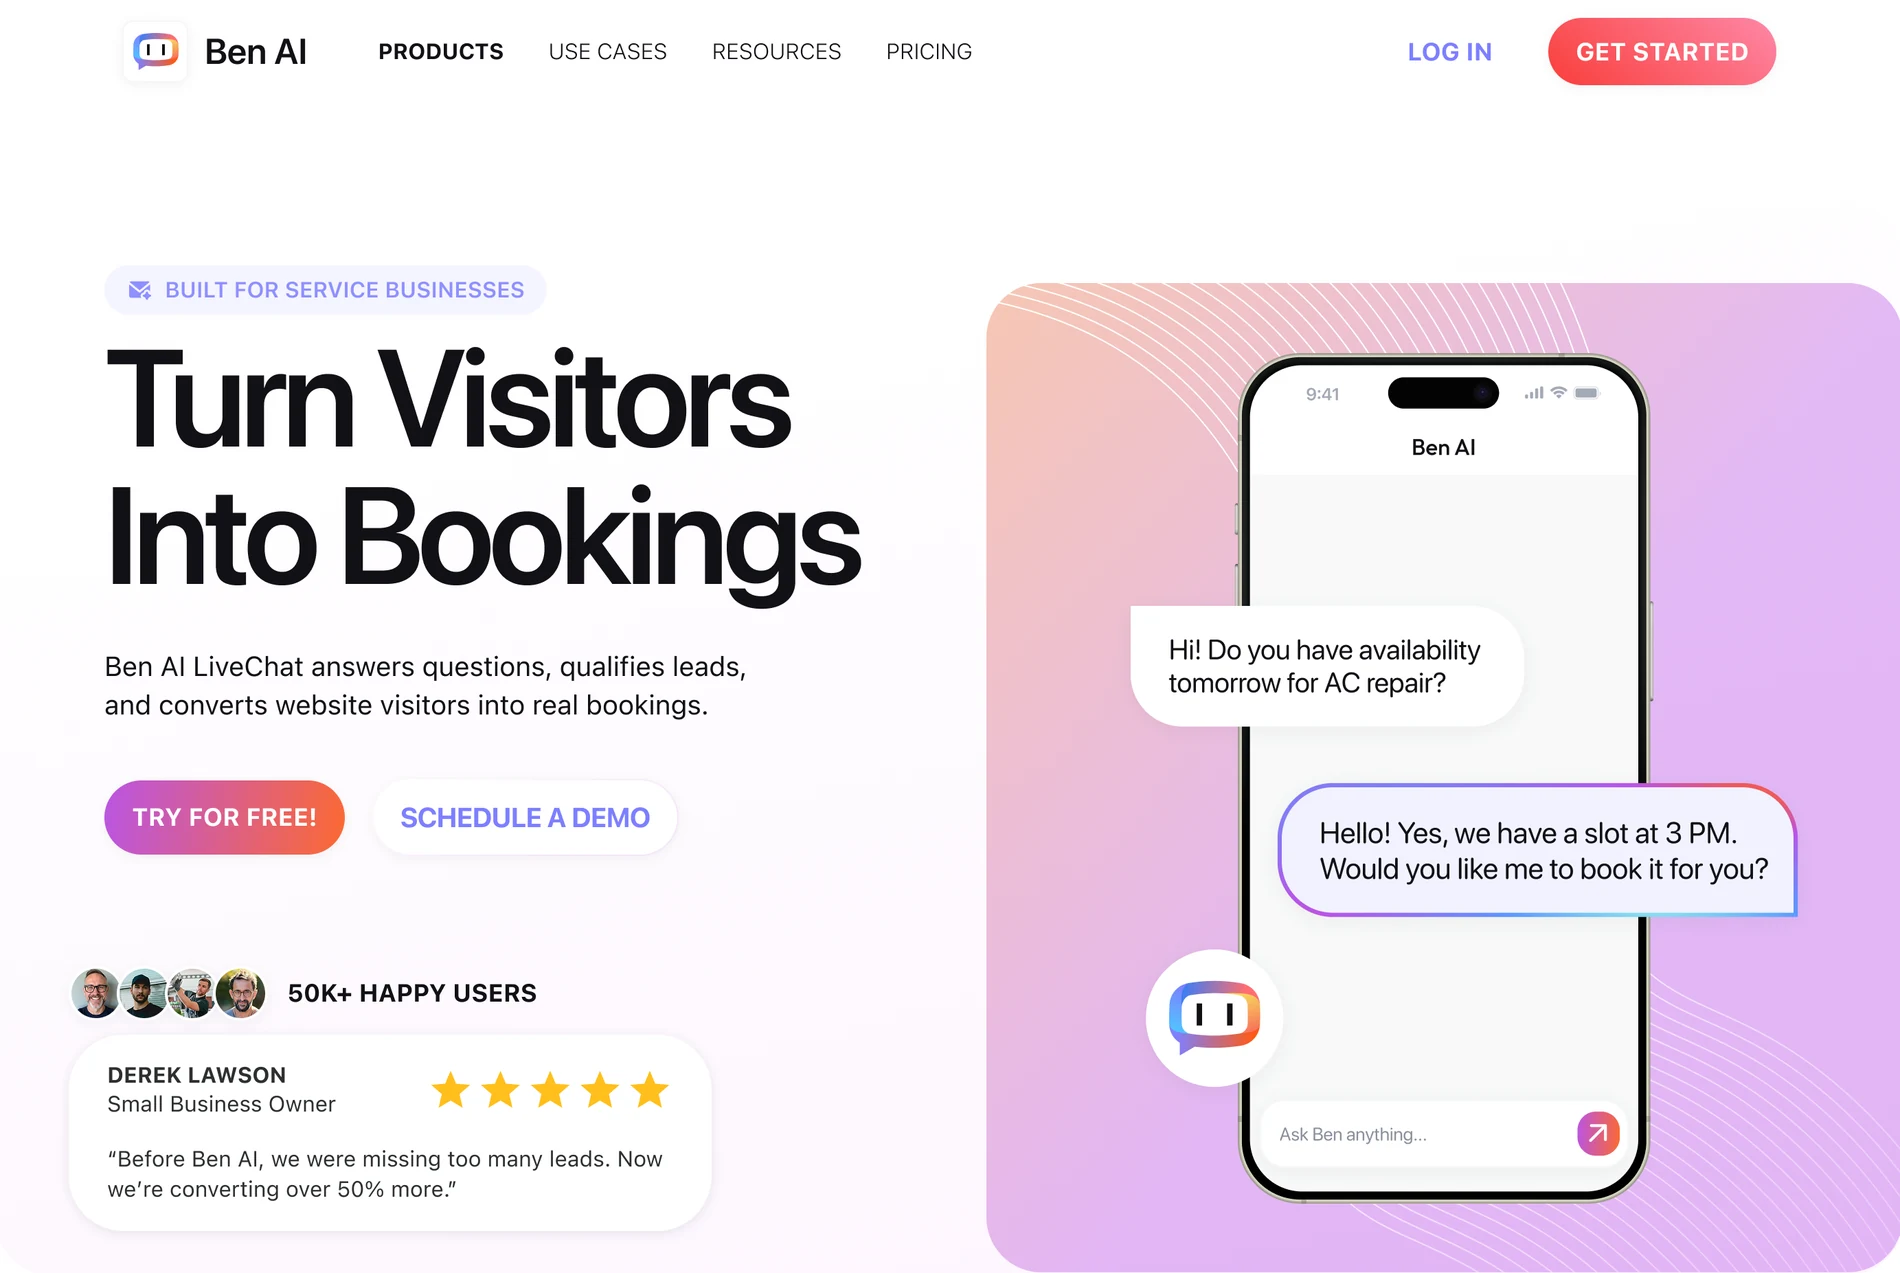 Ben AI
PRODUCTS
USE CASES
RESOURCES
PRICING
LOG IN
GET STARTED
BUILT FOR SERVICE BUSINESSES
Turn Visitors
Into Bookings
Ben AI LiveChat answers questions, qualifies leads,
and converts website visitors into real bookings.
TRY FOR FREE!
SCHEDULE A DEMO
50K+ HAPPY USERS
DEREK LAWSON
Small Business Owner
“Before Ben AI, we were missing too many leads. Now
we’re converting over 50% more.”
9:41
Ben AI
Hi! Do you have availability
tomorrow for AC repair?
Hello! Yes, we have a slot at 3 PM.
Would you like me to book it for you?
Ask Ben anything...